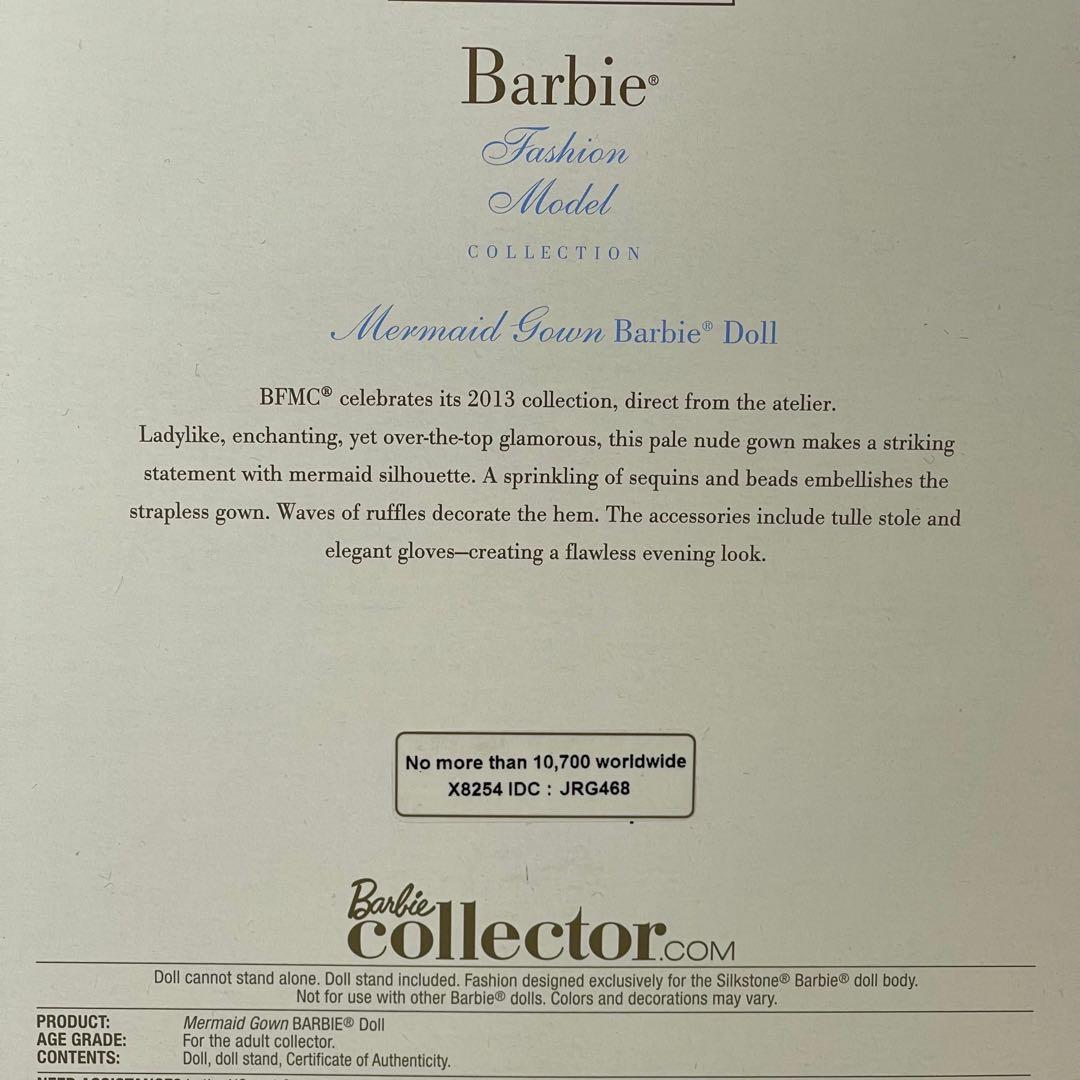 Barbie®
Fashion
Model
COLLECTION
Mermaid Gown Barbie® Doll
BFMC® celebrates its 2013 collection, direct from the atelier.
Ladylike, enchanting, yet over-the-top glamorous, this pale nude gown makes a striking
statement with mermaid silhouette. A sprinkling of sequins and beads embellishes the
strapless gown. Waves of ruffles decorate the hem. The accessories include tulle stole and
elegant gloves—creating a flawless evening look.
No more than 10,700 worldwide
X8254 IDC : JRG468
Barbie
collector.COM
Doll cannot stand alone. Doll stand included. Fashion designed exclusively for the Silkstone® Barbie® doll body.
Not for use with other Barbie® dolls. Colors and decorations may vary.
PRODUCT: Mermaid Gown BARBIE® Doll
AGE GRADE: For the adult collector.
CONTENTS: Doll, doll stand, Certificate of Authenticity.